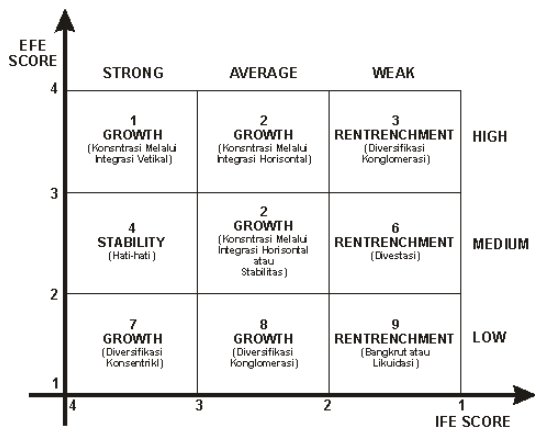 EFE
SCORE
STRONG
AVERAGE
WEAK
4
1
GROWTH
(Konsntrasi Melalui
Integrasi Vetikal)
2
GROWTH
(Konsntrasi Melalui
Integrasi Horisontal)
3
RENTRENCHMENT
(Diversifikasi
Konglomerasi)
HIGH
3
4
STABILITY
(Hati-hati)
2
GROWTH
(Konsntrasi Melalui
Integrasi Horisontal
atau
Stabilitas)
6
RENTRENCHMENT
(Divestasi)
MEDIUM
2
7
GROWTH
(Diversifikasi
Konsentrikl)
8
GROWTH
(Diversifikasi
Konglomerasi)
9
RENTRENCHMENT
(Bangkrut atau
Likuidasi)
LOW
1
4
3
2
1
IFE SCORE